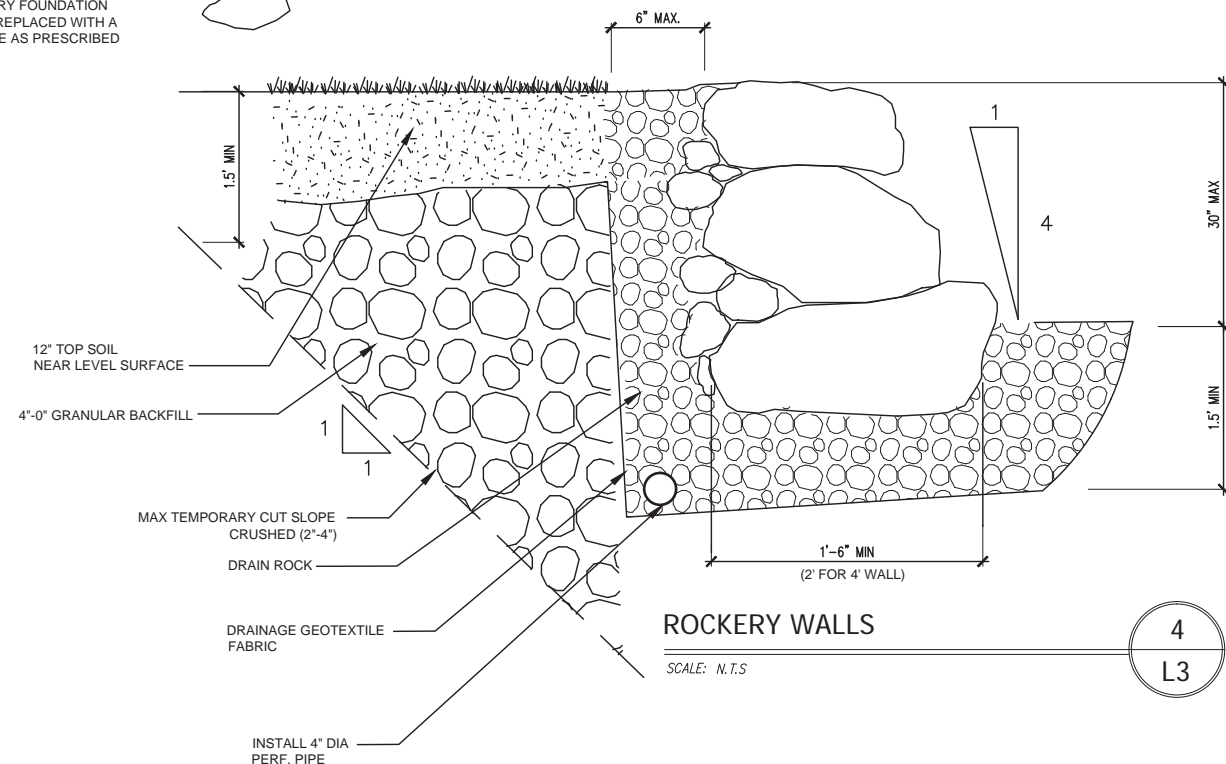 RY FOUNDATION
REPLACED WITH A
E AS PRESCRIBED
6" MAX.
1.5' MIN
1
4
30" MAX
12" TOP SOIL
NEAR LEVEL SURFACE
4"-0" GRANULAR BACKFILL
1
1
1.5' MIN
MAX TEMPORARY CUT SLOPE
CRUSHED (2"-4")
DRAIN ROCK
1'-6" MIN
(2' FOR 4' WALL)
DRAINAGE GEOTEXTILE
FABRIC
ROCKERY WALLS
SCALE: N.T.S
4
L3
INSTALL 4" DIA
PERF. PIPE